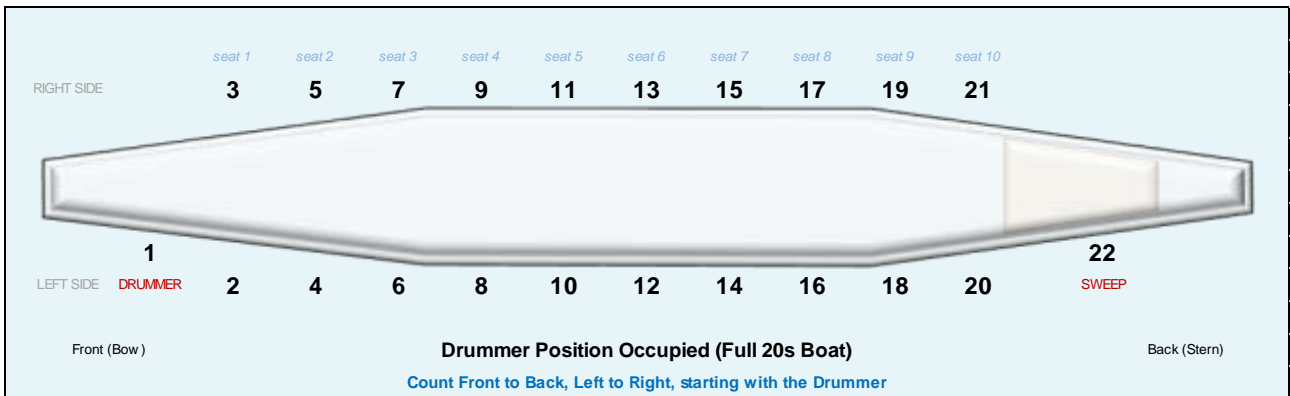 seat 1 seat 2 seat 3 seat 4 seat 5 seat 6 seat 7 seat 8 seat 9 seat 10
RIGHT SIDE 3 5 7 9 11 13 15 17 19 21
1 22
LEFT SIDE DRUMMER 2 4 6 8 10 12 14 16 18 20 SWEEP
Front (Bow) Drummer Position Occupied (Full 20s Boat) Back (Stern)
Count Front to Back, Left to Right, starting with the Drummer